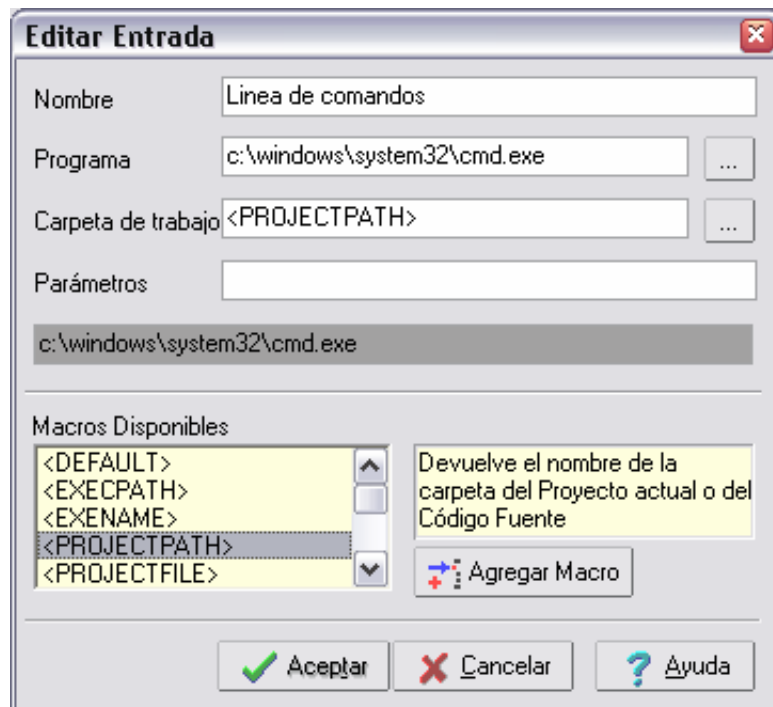 Editar Entrada
Nombre
Linea de comandos
Programa
c:\windows\system32\cmd.exe
...
Carpeta de trabajo
<PROJECTPATH>
...
Parámetros
c:\windows\system32\cmd.exe
Macros Disponibles
<DEFAULT>
<EXECPATH>
<EXENAME>
<PROJECTPATH>
<PROJECTFILE>
Devuelve el nombre de la
carpeta del Proyecto actual o del
Código Fuente
Agregar Macro
Aceptar
Cancelar
Ayuda